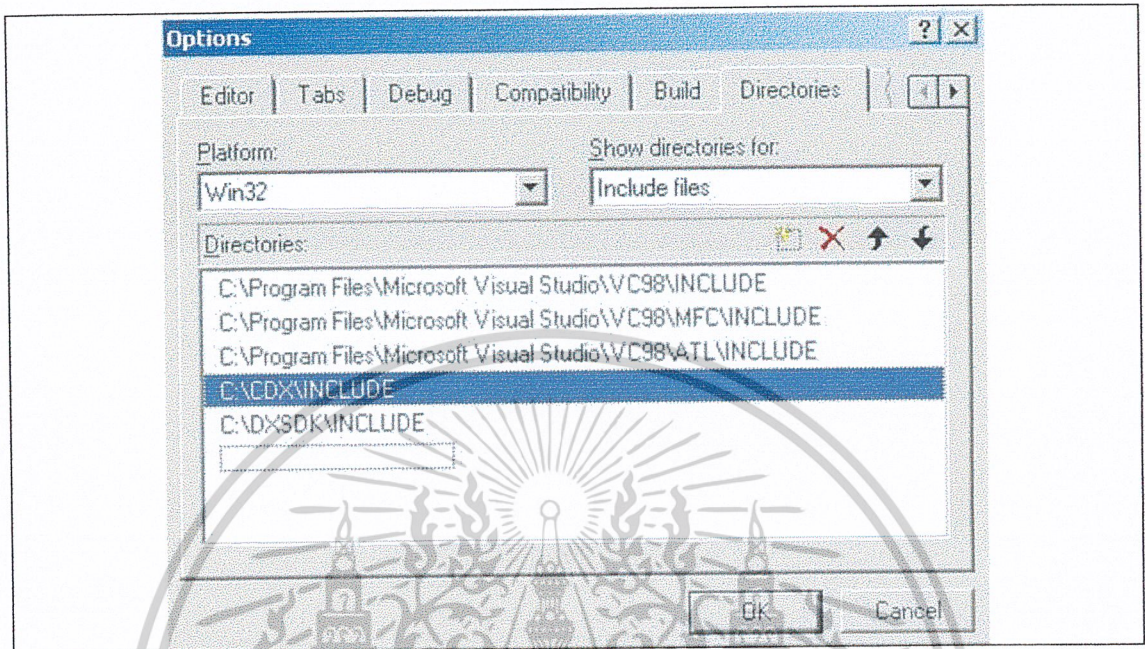 Options
Editor Tabs Debug Compatibility Build Directories
Platform: Show directories for:
Win32 Include files
Directories:
C:\Program Files\Microsoft Visual Studio\VC98\INCLUDE
C:\Program Files\Microsoft Visual Studio\VC98\MFC\INCLUDE
C:\Program Files\Microsoft Visual Studio\VC98\ATL\INCLUDE
C:\CDX\INCLUDE
C:\DXSDK\INCLUDE
OK Cancel